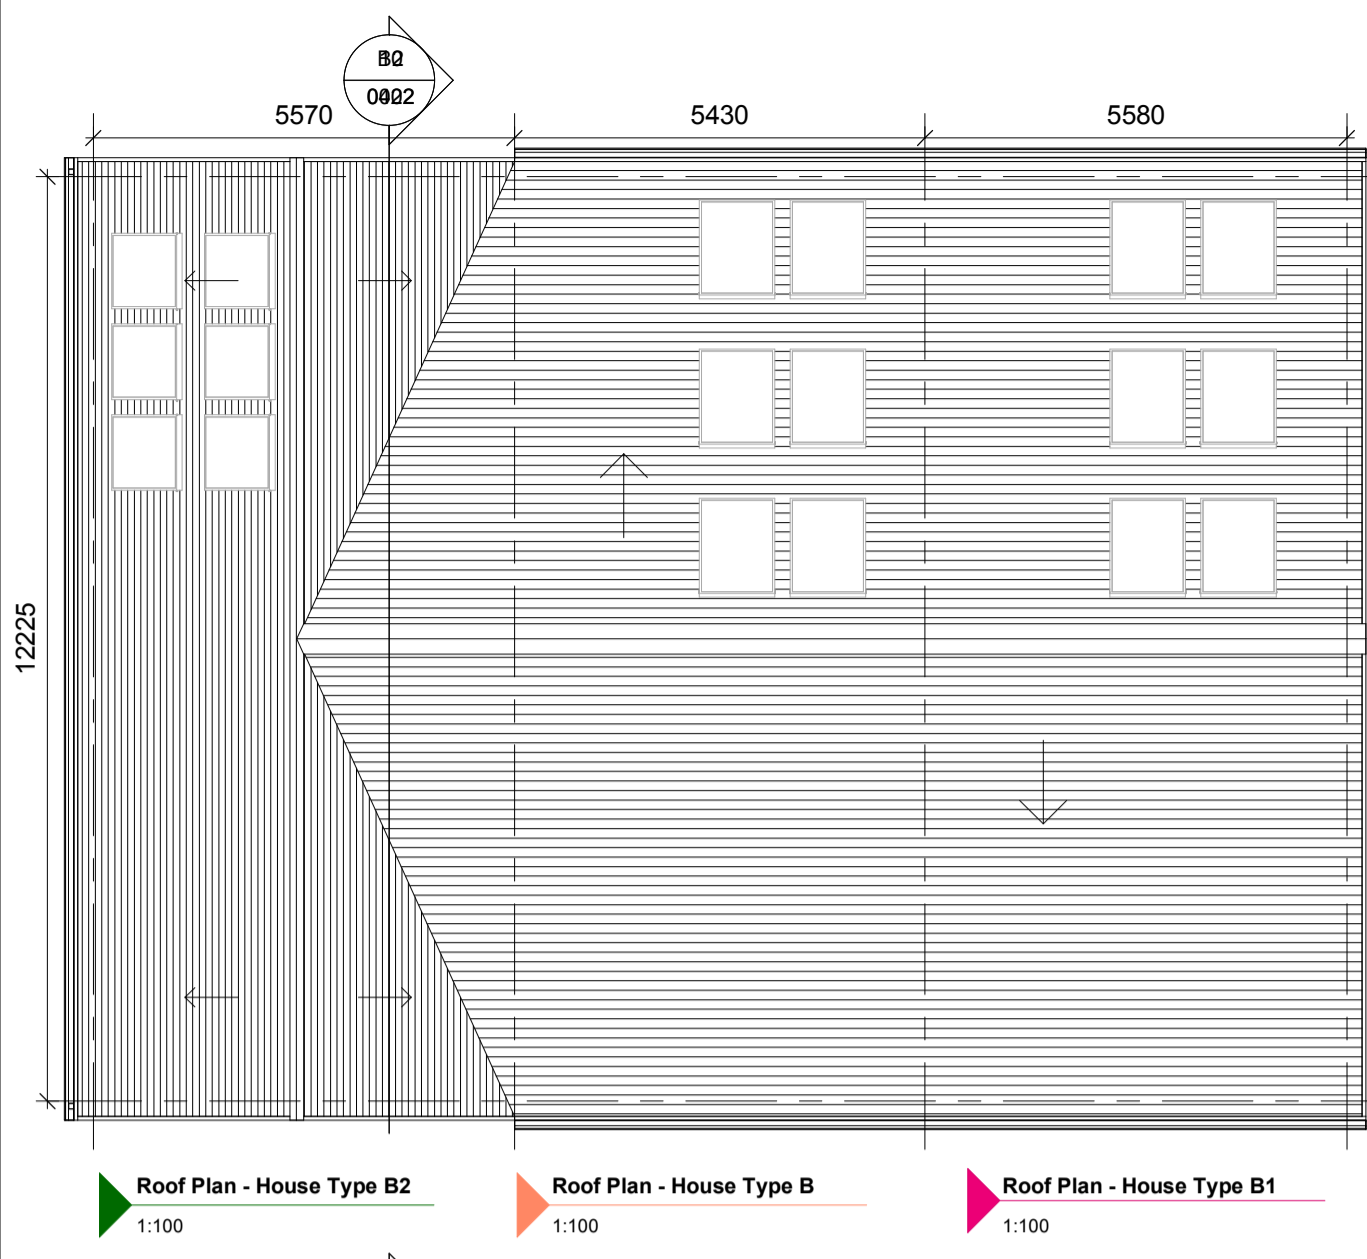 5570
5430
5580
12225
Roof Plan - House Type B2
1:100
Roof Plan - House Type B
1:100
Roof Plan - House Type B1
1:100